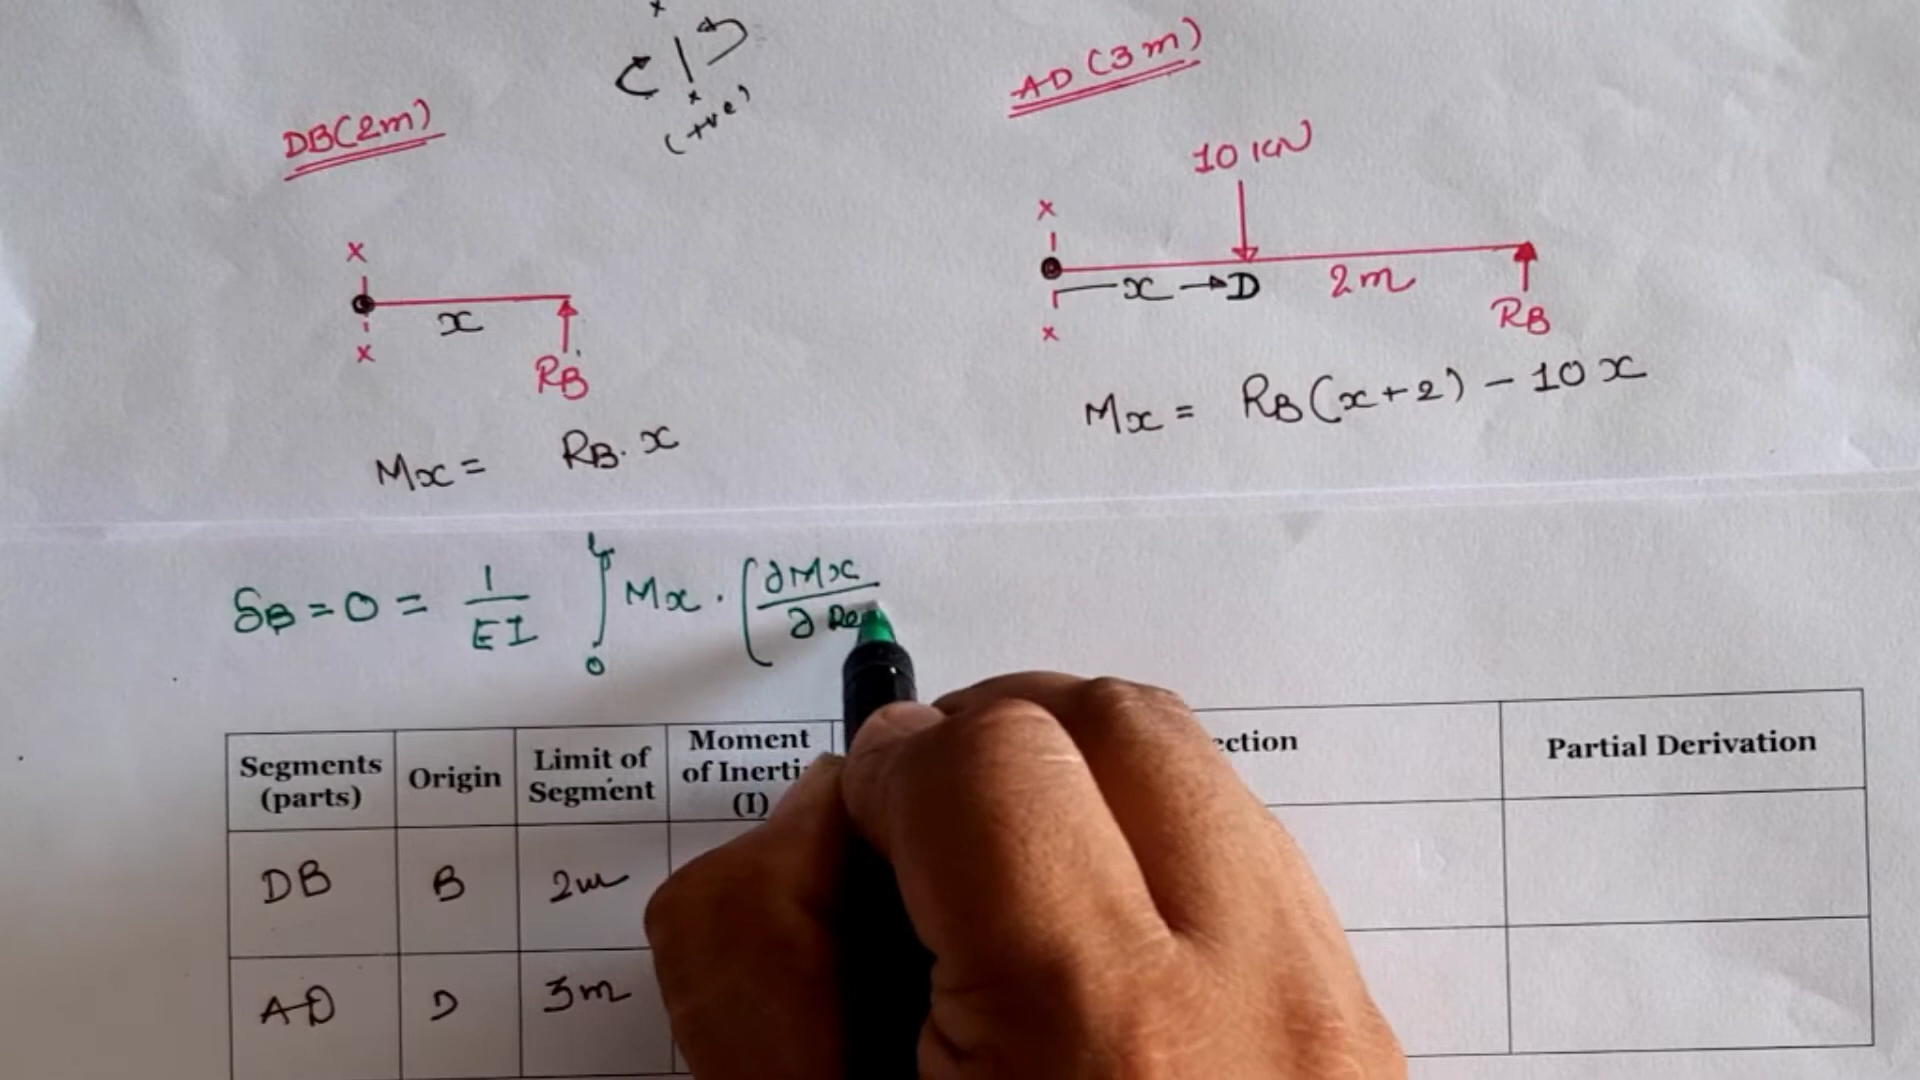 x
x
(+ve)
DB(2m)
x
x
x
RB
Mx = RB.x
AD(3m)
10 KN
x
x
x
D
2m
RB
Mx = RB(x+2) - 10x
δB = 0 = 1/EI ∫ 0 L Mx . (∂Mx/∂R
Segments (parts)
Origin
Limit of Segment
Moment of (I)
Partial Derivation
DB
B
2m
AD
D
3m